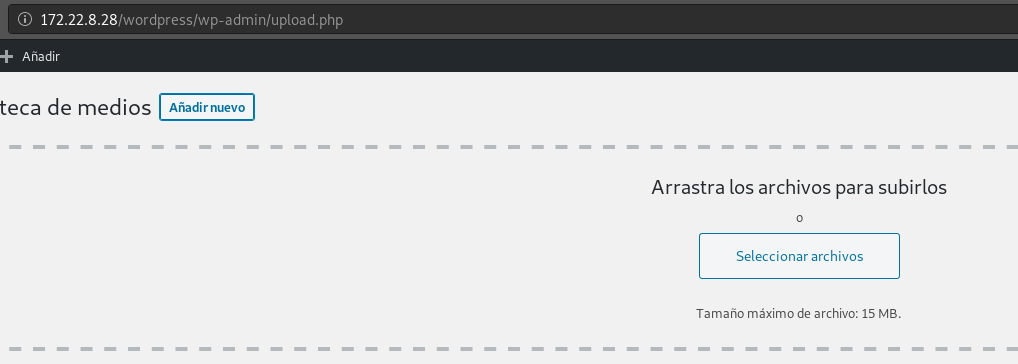 172.22.8.28/wordpress/wp-admin/upload.php
Añadir
teca de medios Añadir nuevo
Arrastra los archivos para subirlos
o
Seleccionar archivos
Tamaño máximo de archivo: 15 MB.